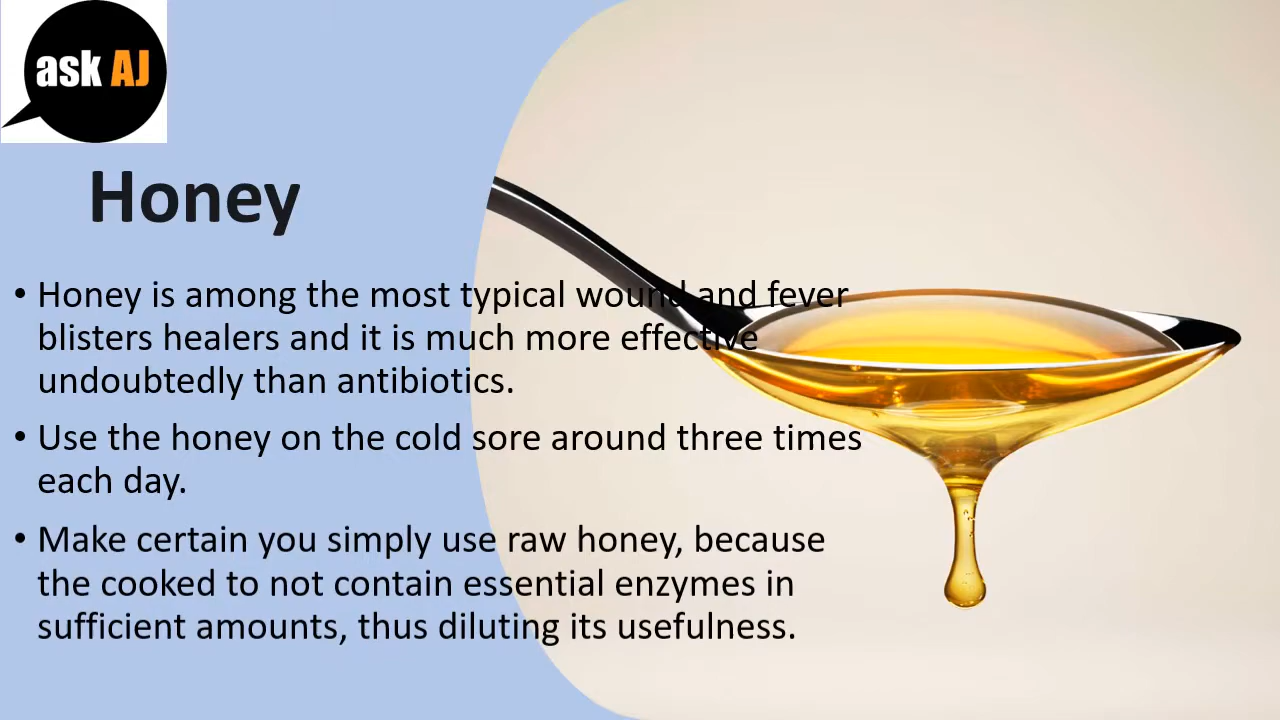 ask AJ
Honey
• Honey is among the most typical wound and fever
blisters healers and it is much more effective
undoubtedly than antibiotics.
• Use the honey on the cold sore around three times
each day.
• Make certain you simply use raw honey, because
the cooked to not contain essential enzymes in
sufficient amounts, thus diluting its usefulness.